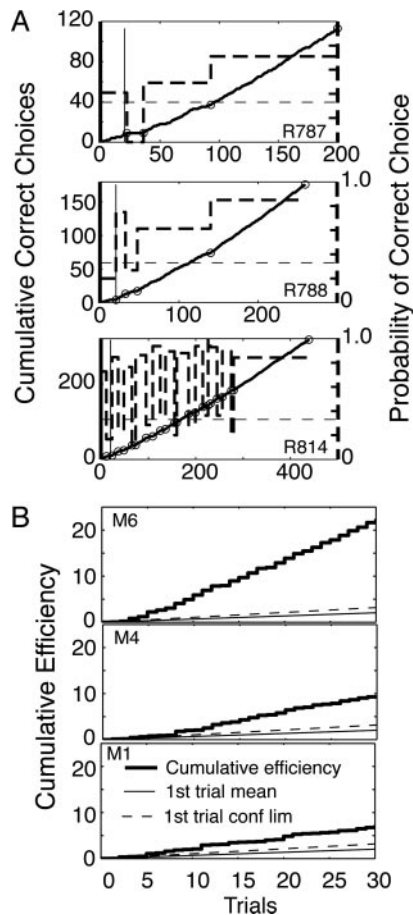 A
Cumulative Correct Choices
Probability of Correct Choice
120
80
40
0
R787
0 50 100 150 200
150
100
50
0
1.0
0
R788
0 100 200 300
200
0
1.0
0
R814
0 200 400
B
Cumulative Efficiency
M6
20
10
0
M4
20
10
0
M1
20
10
0
Cumulative efficiency
1st trial mean
1st trial conf lim
0 5 10 15 20 25 30
Trials